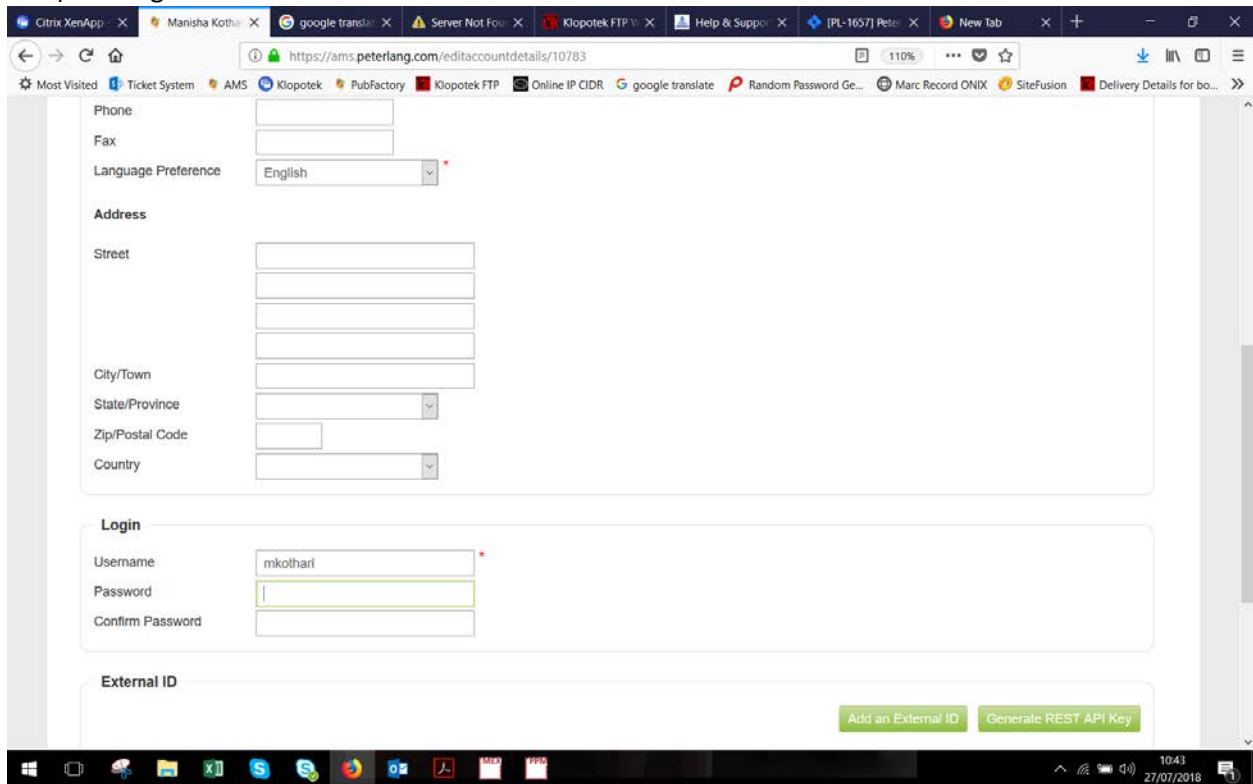 Citrix XenApp - Manisha Kothar google translat Server Not Fou Klopotek FTP Help & Suppor [PL-1657] Peter New Tab
https://ams.peterlang.com/editaccountdetails/10783 110%
Most Visited Ticket System AMS Klopotek PubFactory Klopotek FTP Online IP CIDR google translate Random Password Ge... Marc Record ONIX SiteFusion Delivery Details for bo...
Phone
Fax
Language Preference English *
Address
Street
City/Town
State/Province
Zip/Postal Code
Country
Login
Username mkothari *
Password
Confirm Password
External ID
Add an External ID Generate REST API Key
MEX PPM
10:43
27/07/2018